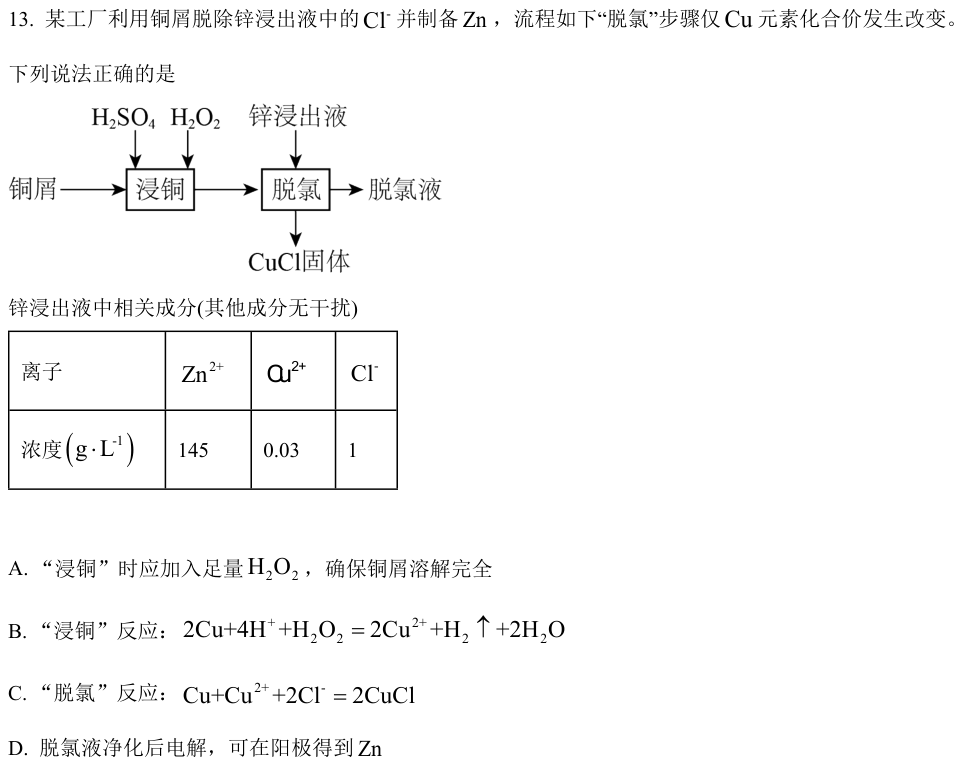 13. 某工厂利用铜屑脱除锌浸出液中的Cl⁻并制备Zn，流程如下“脱氯”步骤仅Cu元素化合价发生改变。
下列说法正确的是
H₂SO₄ H₂O₂ 锌浸出液
铜屑 浸铜 脱氯 脱氯液
CuCl固体
锌浸出液中相关成分(其他成分无干扰)
离子 Zn²⁺ Cu²⁺ Cl⁻
浓度(g·L⁻¹) 145 0.03 1
A. “浸铜”时应加入足量H₂O₂，确保铜屑溶解完全
B. “浸铜”反应：2Cu+4H⁺+H₂O₂=2Cu²⁺+H₂↑+2H₂O
C. “脱氯”反应：Cu+Cu²⁺+2Cl⁻=2CuCl
D. 脱氯液净化后电解，可在阳极得到Zn